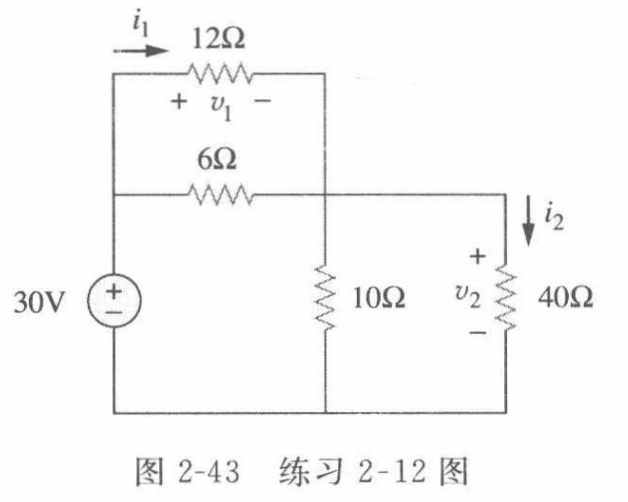 i₁
12Ω
+ v₁ −
6Ω
i₂
30V
+
−
10Ω
+
v₂
−
40Ω
图 2-43 练习 2-12 图